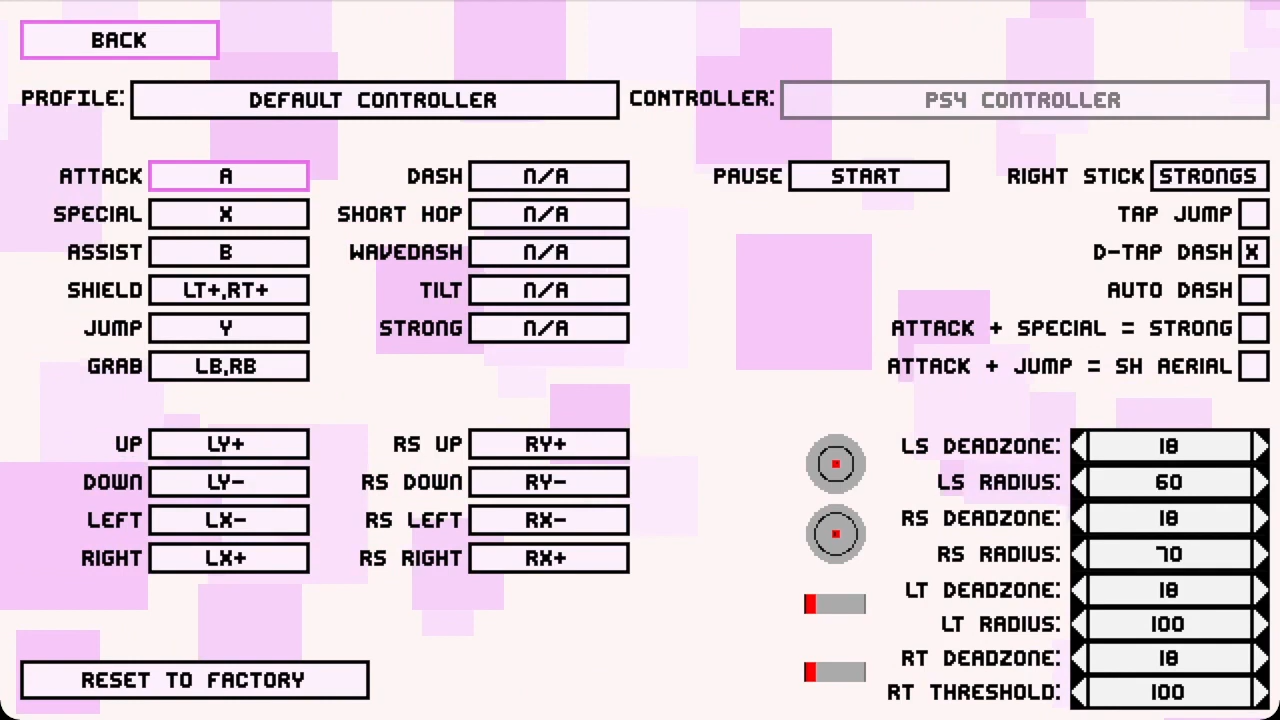 BACK
PROFILE: DEFAULT CONTROLLER CONTROLLER: PS4 CONTROLLER
ATTACK A DASH N/A PAUSE START RIGHT STICK STRONGS
SPECIAL X SHORT HOP N/A TAP JUMP
ASSIST B WAVEDASH N/A D-TAP DASH X
SHIELD LT+,RT+ TILT N/A AUTO DASH
JUMP Y STRONG N/A ATTACK + SPECIAL = STRONG
GRAB LB,RB ATTACK + JUMP = SH AERIAL
UP LY+ RS UP RY+ LS DEADZONE: 18
DOWN LY- RS DOWN RY- LS RADIUS: 60
LEFT LX- RS LEFT RX- RS DEADZONE: 18
RIGHT LX+ RS RIGHT RX+ RS RADIUS: 70
LT DEADZONE: 18
LT RADIUS: 100
RT DEADZONE: 18
RESET TO FACTORY RT THRESHOLD: 100